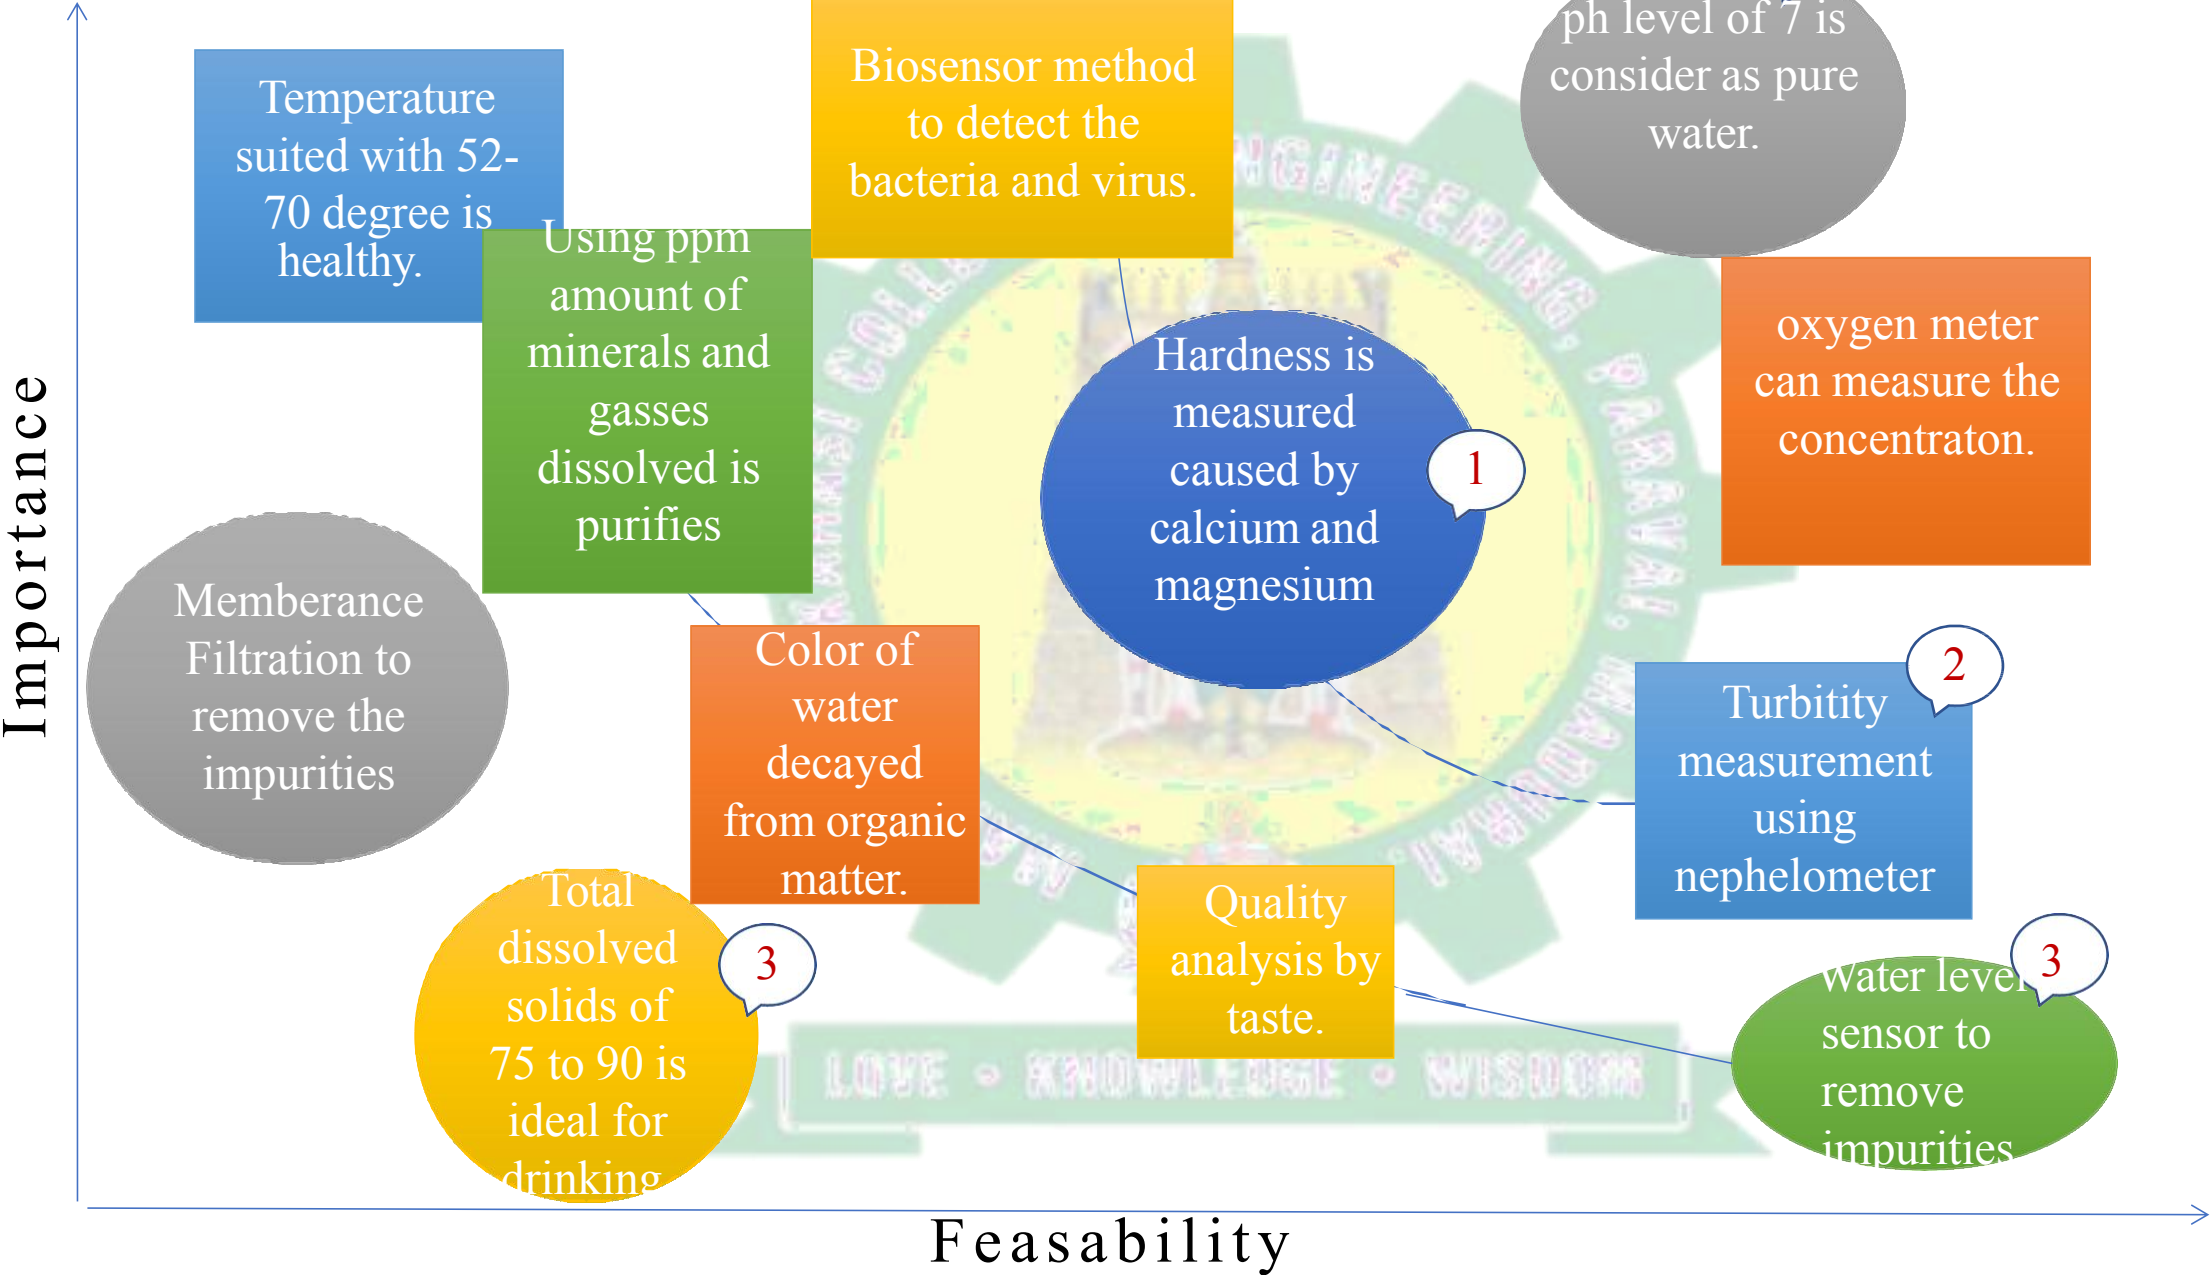 Importance
Temperature
suited with 52-
70 degree is
healthy.
Biosensor method
to detect the
bacteria and virus.
ph level of 7 is
consider as pure
water.
Using ppm
amount of
minerals and
gasses
dissolved is
purifies
Hardness is
measured
caused by
calcium and
magnesium
1
oxygen meter
can measure the
concentraton.
Memberance
Filtration to
remove the
impurities
Color of
water
decayed
from organic
matter.
Turbitity
measurement
using
nephelometer
2
Total
dissolved
solids of
75 to 90 is
ideal for
drinking
3
Quality
analysis by
taste.
Water level
sensor to
remove
impurities
3
ENGINEERING, PARAVAI, MADURAI.
LOVE • KNOWLEDGE • WISDOM
Feasability